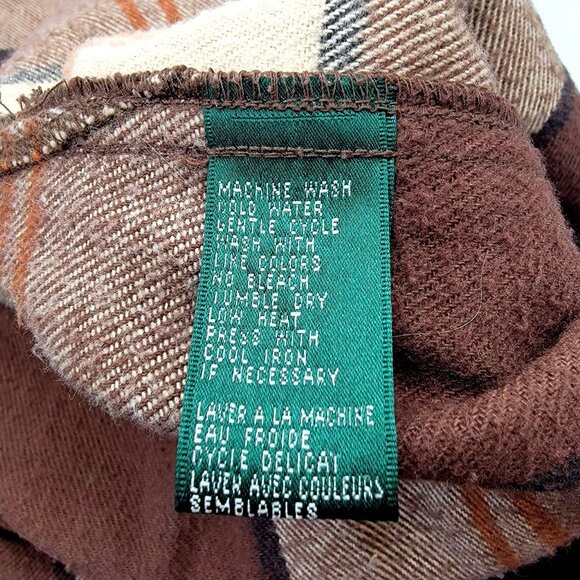 MACHINE WASH
COLD WATER
GENTLE CYCLE
WASH WITH
LIKE COLORS
NO BLEACH
TUMBLE DRY
LOW HEAT
PRESS WITH
COOL IRON
IF NECESSARY
LAVER A LA MACHINE
EAU FROIDE
CYCLE DELICAT
LAVER AVEC COULEURS
SEMBLABLES